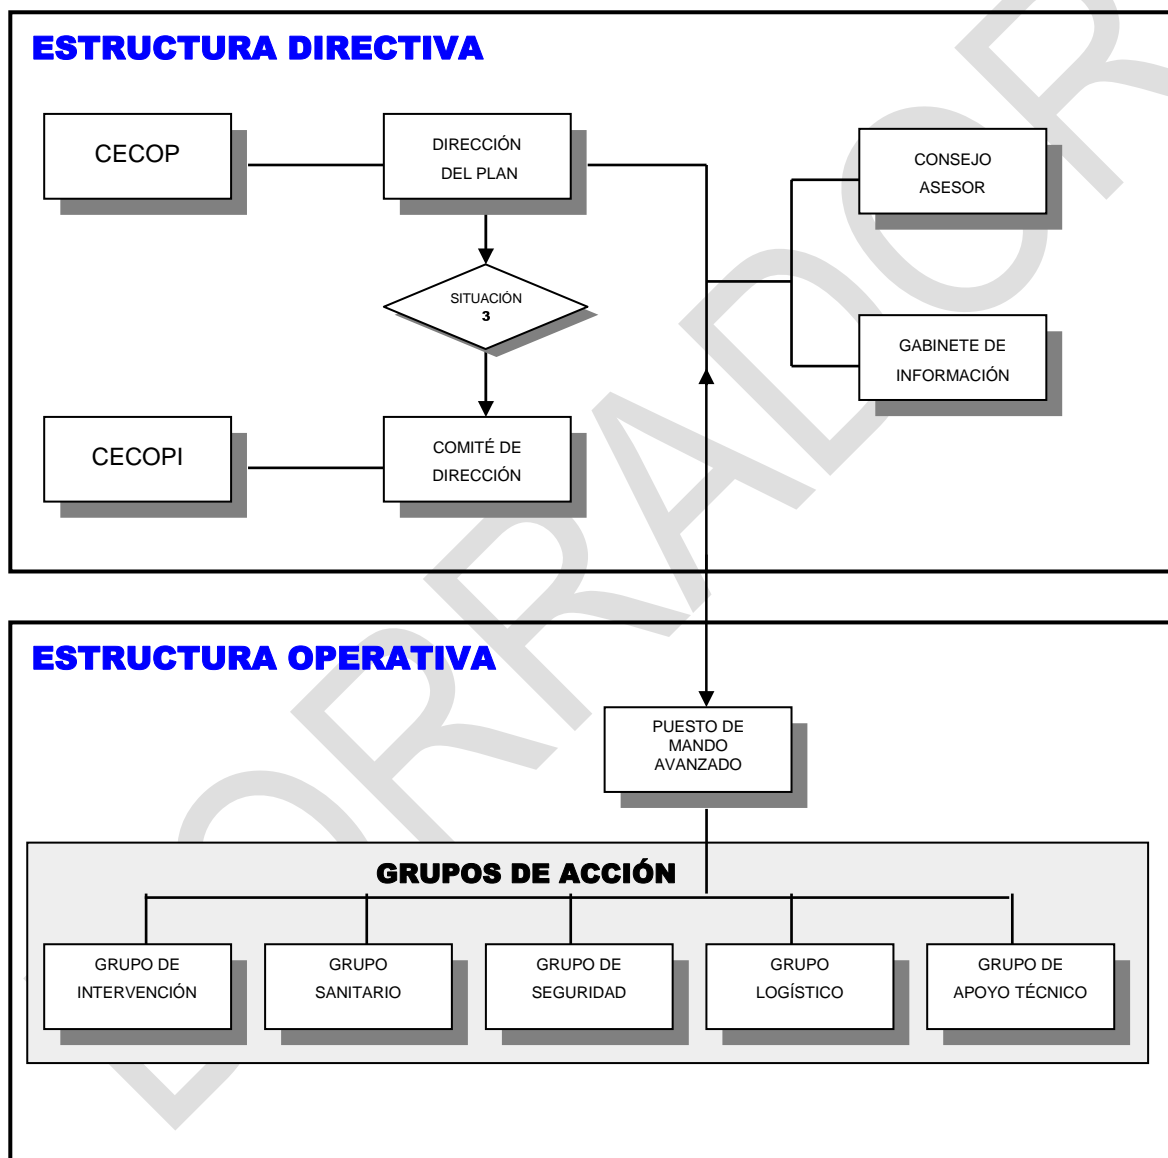 ESTRUCTURA DIRECTIVA
CECOP
DIRECCIÓN
DEL PLAN
CONSEJO
ASESOR
SITUACIÓN
3
GABINETE DE
INFORMACIÓN
CECOPI
COMITÉ DE
DIRECCIÓN
ESTRUCTURA OPERATIVA
PUESTO DE
MANDO
AVANZADO
GRUPOS DE ACCIÓN
GRUPO DE
INTERVENCIÓN
GRUPO
SANITARIO
GRUPO DE
SEGURIDAD
GRUPO
LOGÍSTICO
GRUPO DE
APOYO TÉCNICO
BORRADOR